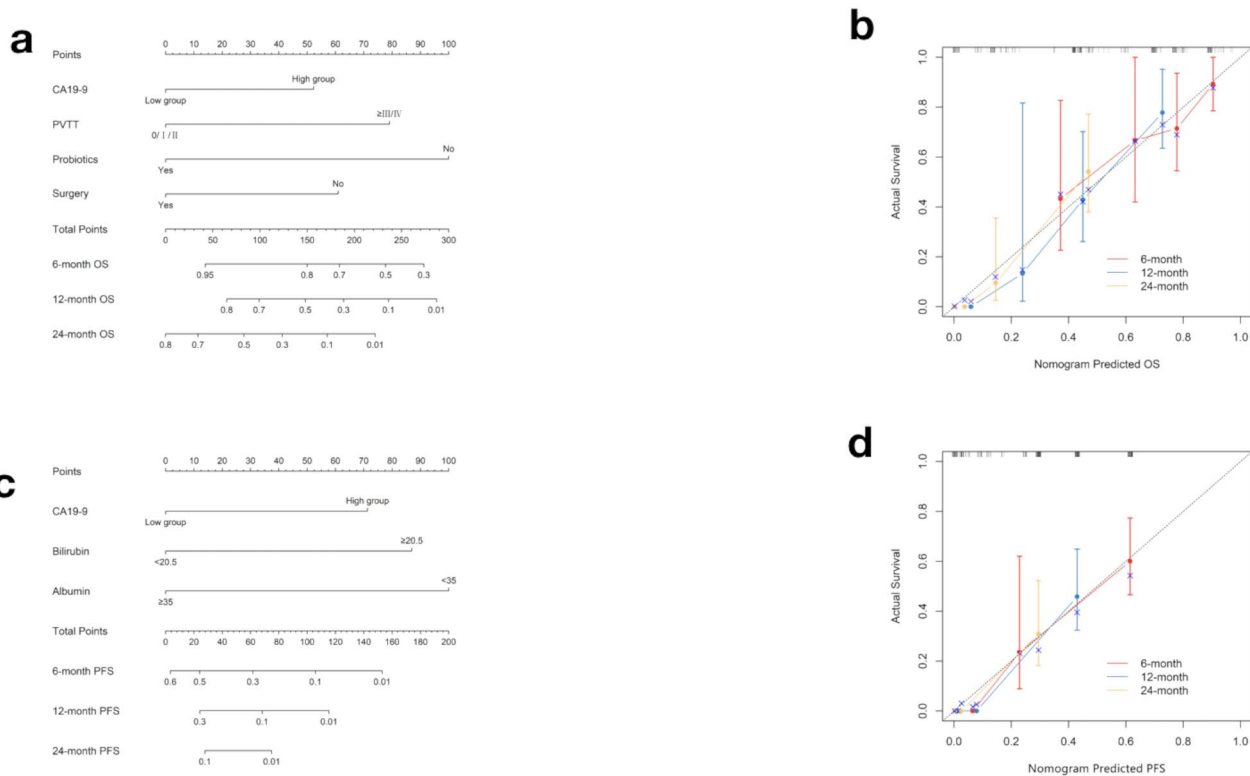 a
Points 0 10 20 30 40 50 60 70 80 90 100
High group
CA19-9
Low group
≥III/IV
PVTT
0/ I / II
No
Probiotics
Yes
No
Surgery
Yes
Total Points
0 50 100 150 200 250 300
6-month OS
0.95 0.8 0.7 0.5 0.3
12-month OS
0.8 0.7 0.5 0.3 0.1 0.01
24-month OS
0.8 0.7 0.5 0.3 0.1 0.01
b
Actual Survival
1.0
0.8
0.6
0.4
0.2
0.0
6-month
12-month
24-month
0.0 0.2 0.4 0.6 0.8 1.0
Nomogram Predicted OS
c
Points 0 10 20 30 40 50 60 70 80 90 100
High group
CA19-9
Low group
≥20.5
Bilirubin
<20.5
<35
Albumin
≥35
Total Points
0 20 40 60 80 100 120 140 160 180 200
6-month PFS
0.6 0.5 0.3 0.1 0.01
12-month PFS
0.3 0.1 0.01
24-month PFS
0.1 0.01
d
Actual Survival
1.0
0.8
0.6
0.4
0.2
0.0
6-month
12-month
24-month
0.0 0.2 0.4 0.6 0.8 1.0
Nomogram Predicted PFS